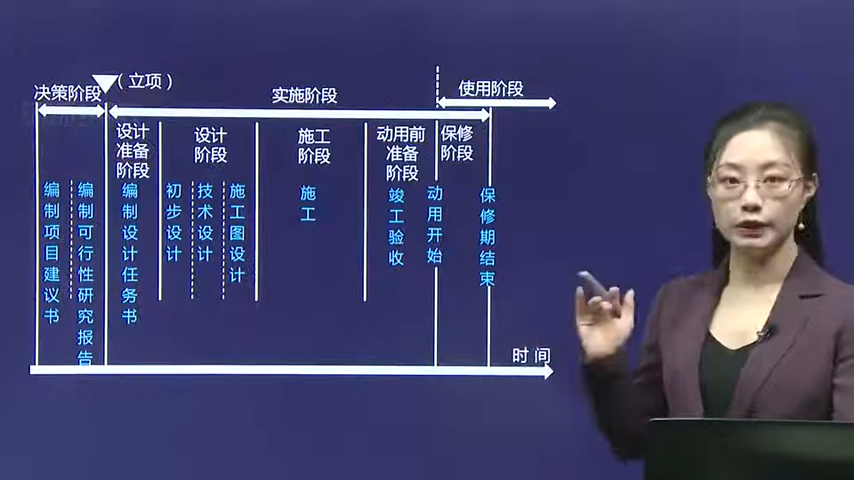 （立项）
决策阶段
实施阶段
使用阶段
设计
准备
阶段
设计
阶段
施工
阶段
动用前
准备
阶段
保修
阶段
编制项目建议书
编制可行性研究报告
编制设计任务书
初步设计
技术设计
施工图设计
施工
竣工验收
动用开始
保修期结束
时间